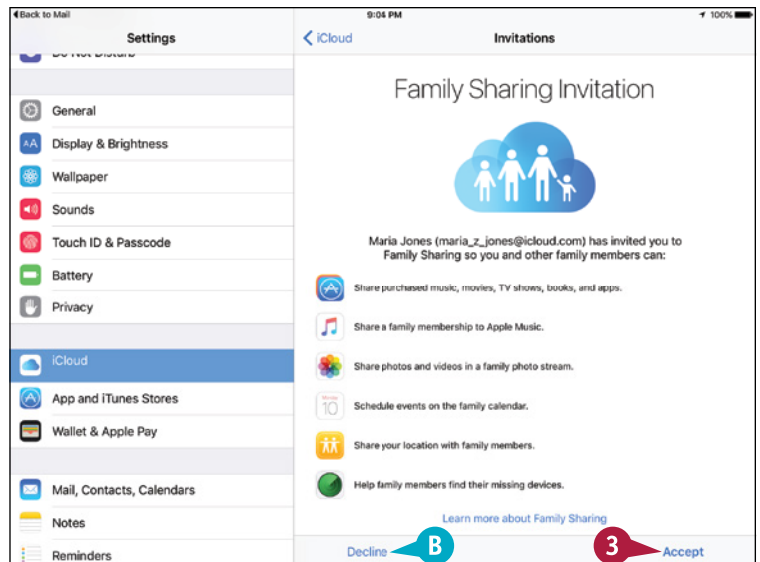 Back to Mail
9:04 PM
100%
Settings
iCloud
Invitations
Do Not Disturb
General
AA
Display & Brightness
Wallpaper
Sounds
Touch ID & Passcode
Battery
Privacy
iCloud
App and iTunes Stores
Wallet & Apple Pay
Mail, Contacts, Calendars
Notes
Reminders
Family Sharing Invitation
Maria Jones (maria_z_jones@icloud.com) has invited you to
Family Sharing so you and other family members can:
Share purchased music, movies, TV shows, books, and apps.
Share a family membership to Apple Music.
Share photos and videos in a family photo stream.
Monday
10
Schedule events on the family calendar.
Share your location with family members.
Help family members find their missing devices.
Learn more about Family Sharing
Decline
B
3
Accept